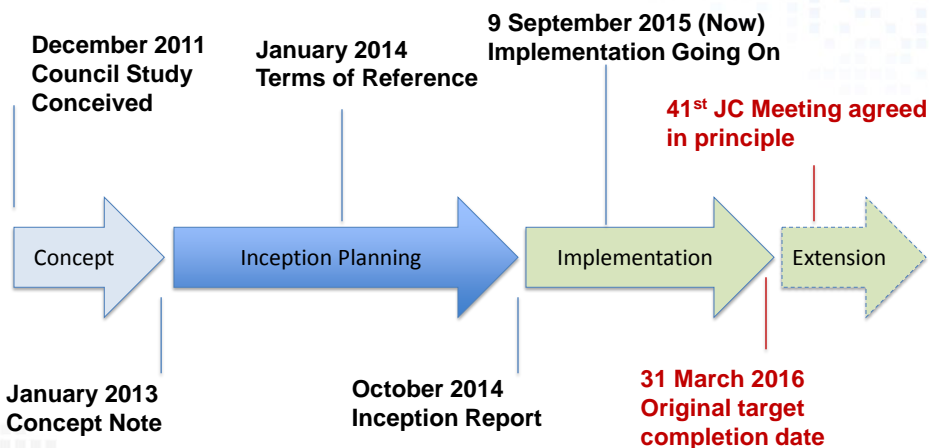 December 2011
Council Study
Conceived
January 2014
Terms of Reference
9 September 2015 (Now)
Implementation Going On
41st JC Meeting agreed
in principle
Concept
Inception Planning
Implementation
Extension
January 2013
Concept Note
October 2014
Inception Report
31 March 2016
Original target
completion date